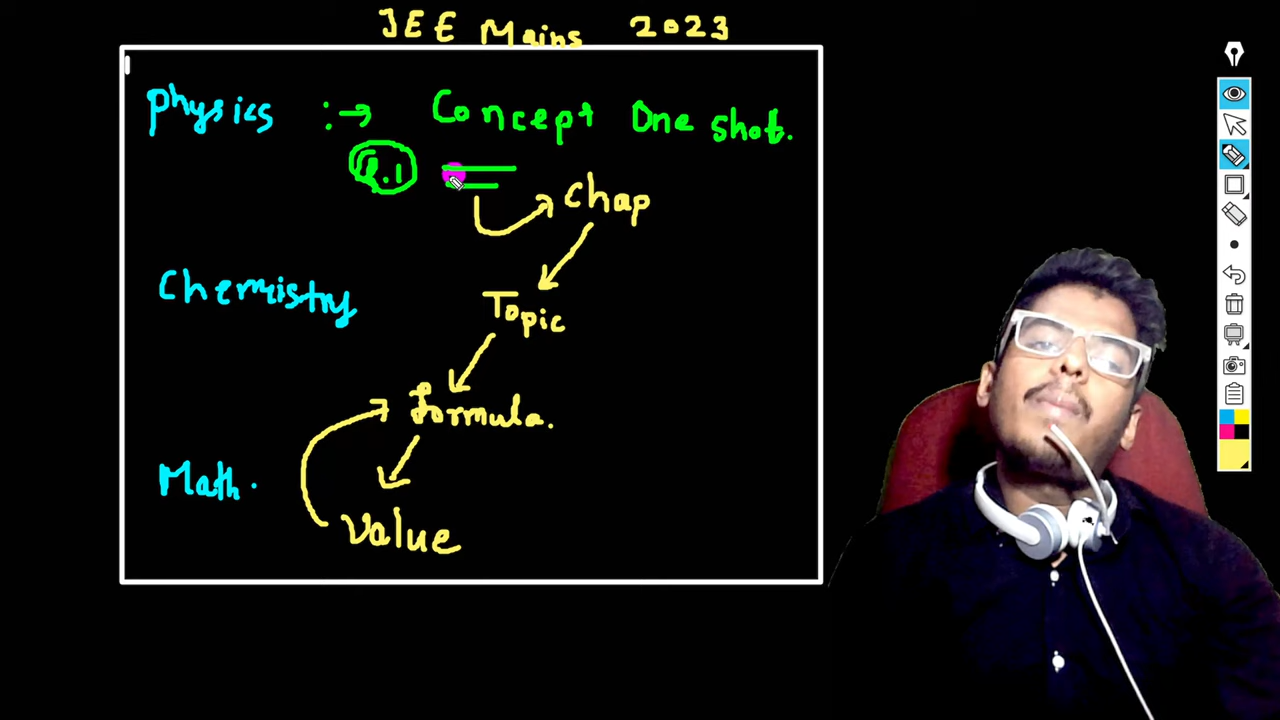 JEE Mains 2023
Physics :→ Concept One shot.
Q.1
Chap
Chemistry
Topic
formula.
Math.
Value